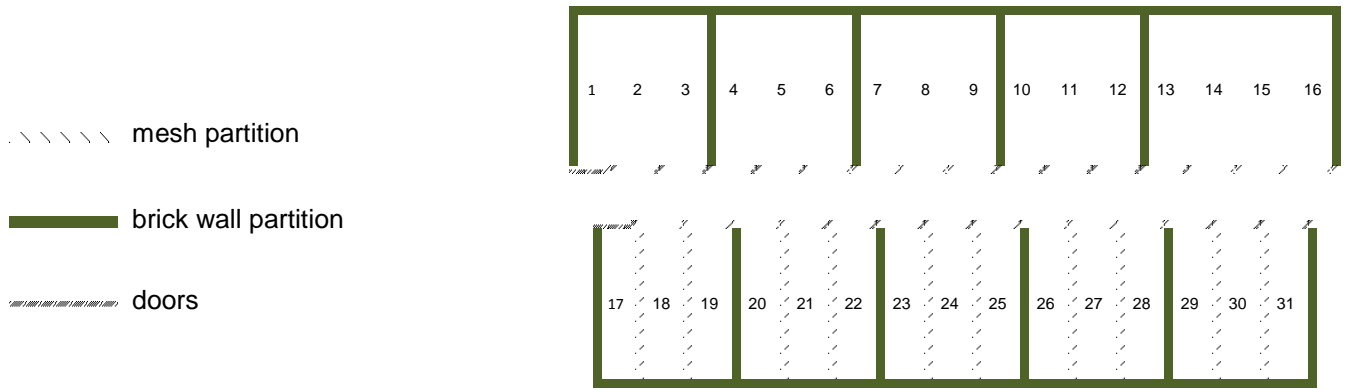 1 2 3 4 5 6 7 8 9 10 11 12 13 14 15 16
mesh partition
brick wall partition
doors
17 18 19 20 21 22 23 24 25 26 27 28 29 30 31